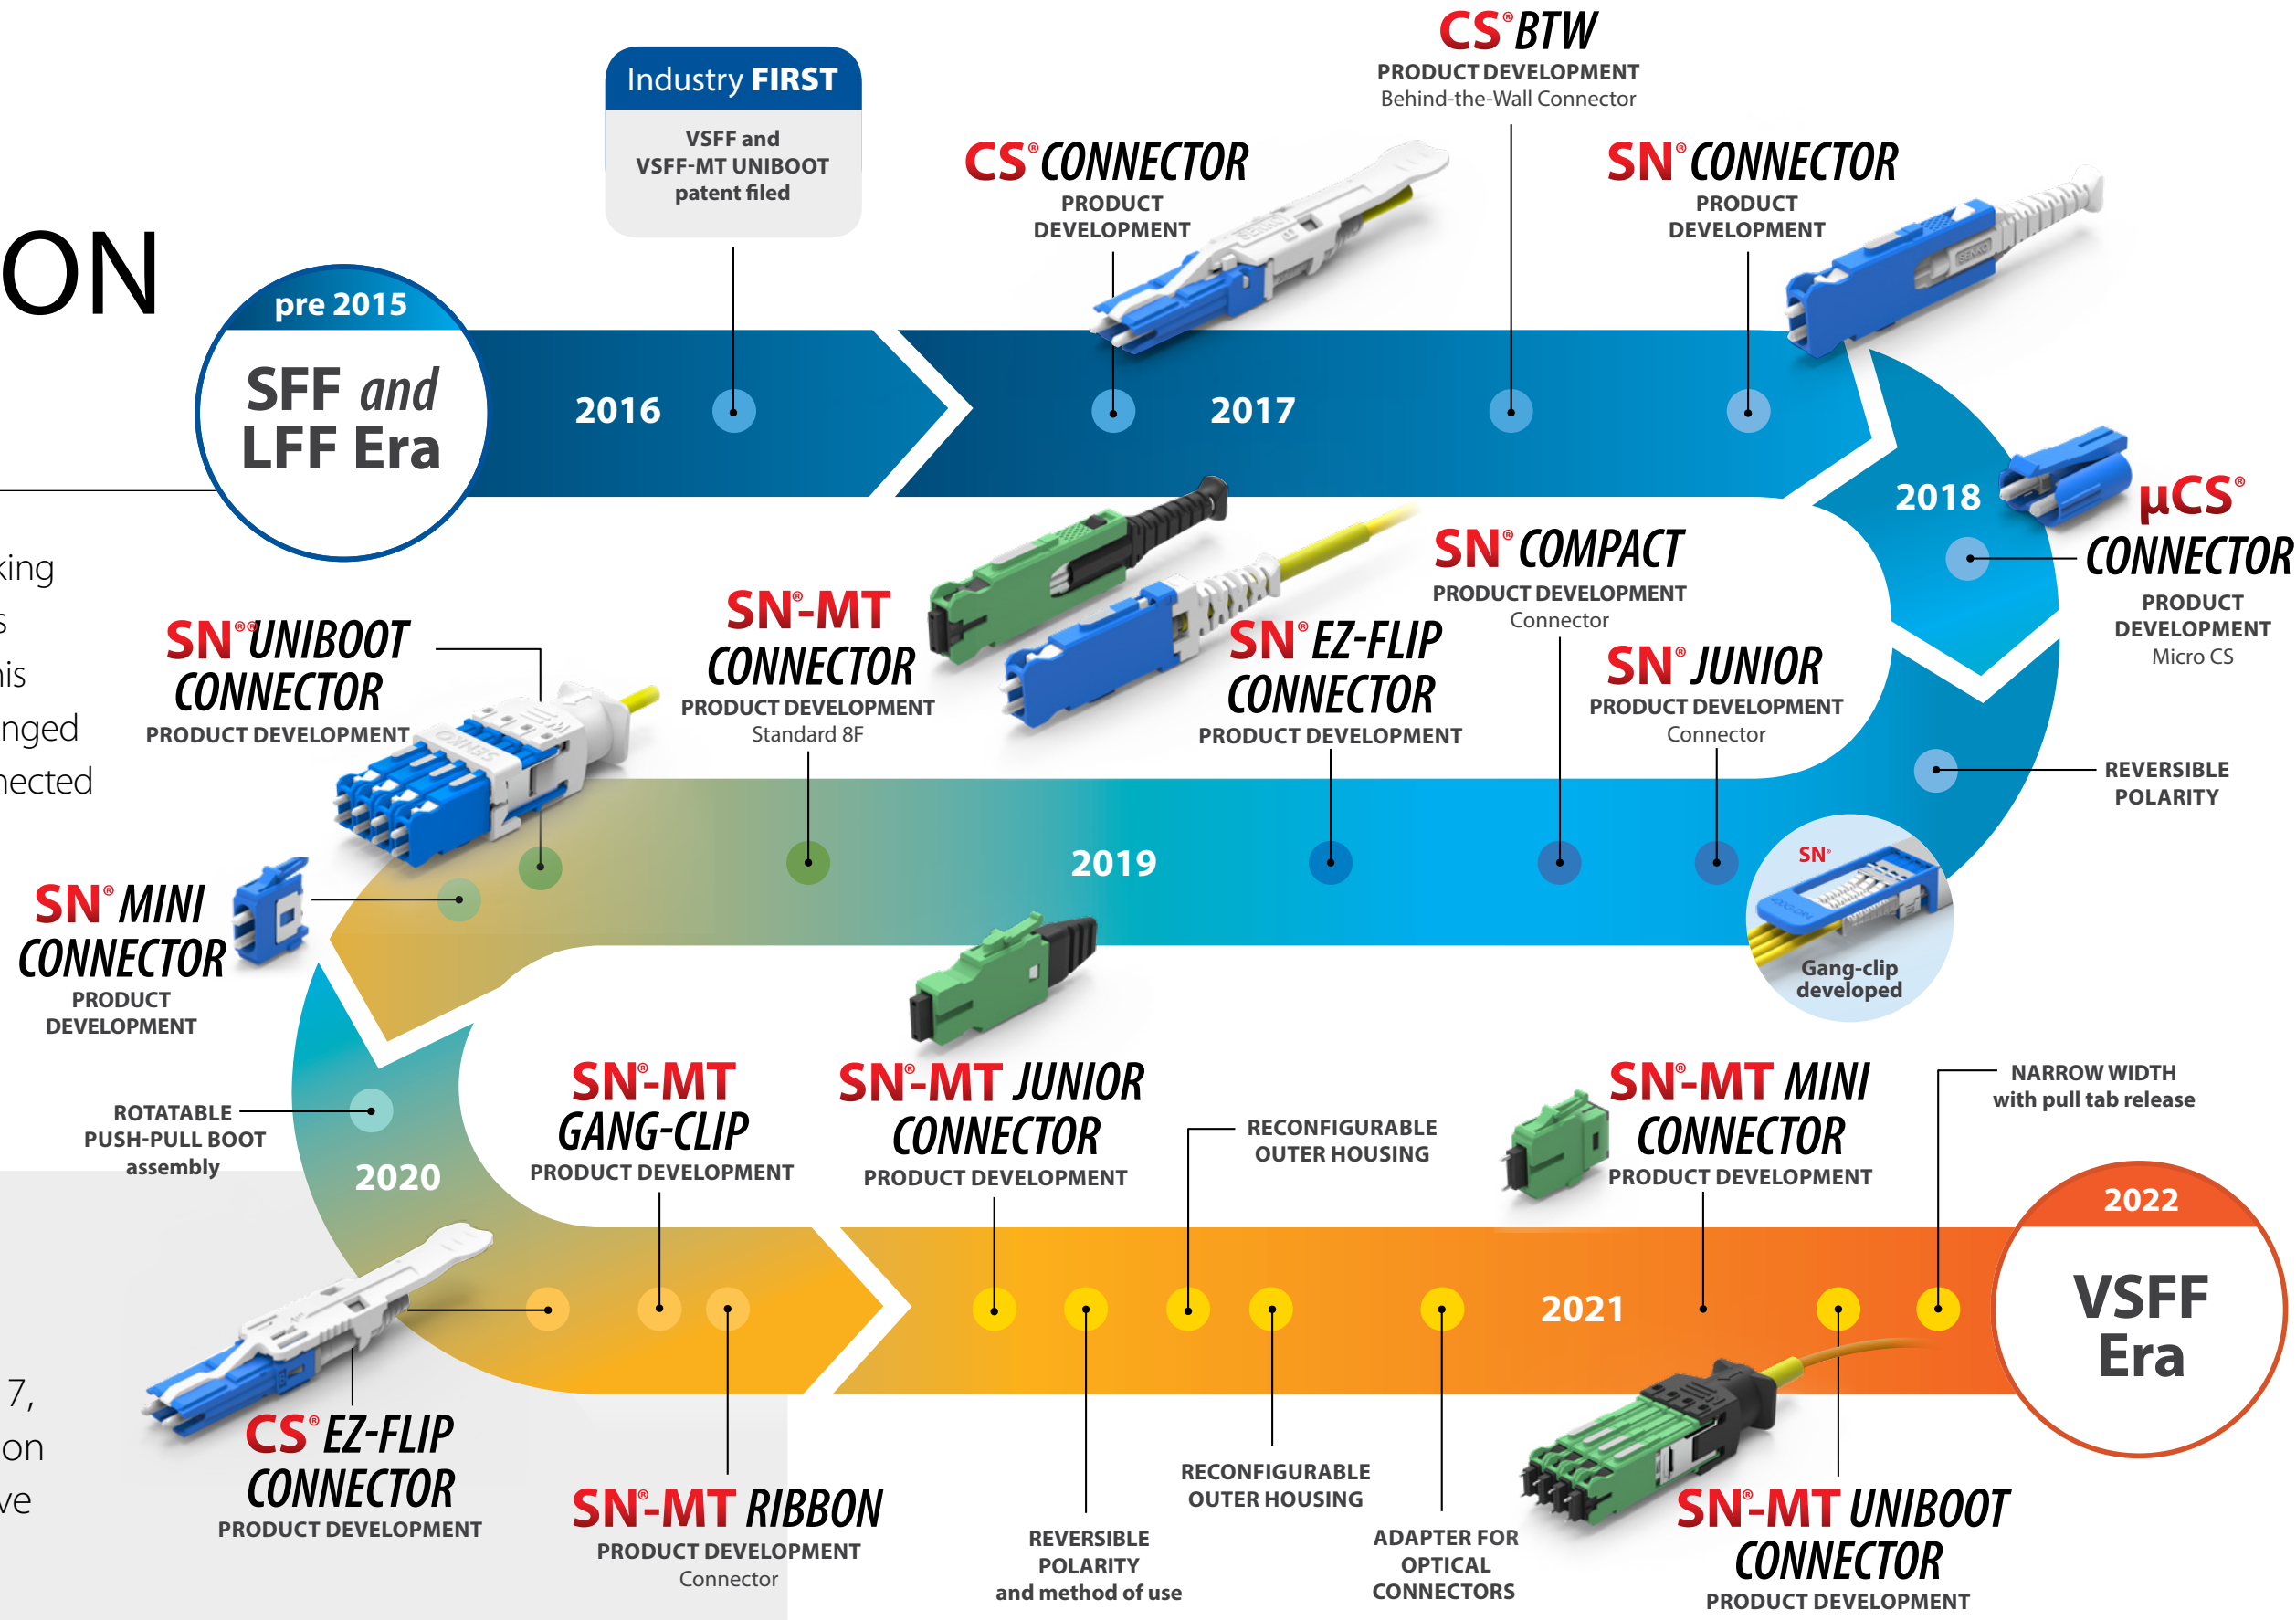 ON
king
s
his
nged
nected
7,
on
ve
pre 2015
SFF and
LFF Era
2016
Industry FIRST
VSFF and
VSFF-MT UNIBOOT
patent filed
2017
CS® CONNECTOR
PRODUCT
DEVELOPMENT
CS® BTW
PRODUCT DEVELOPMENT
Behind-the-Wall Connector
SN® CONNECTOR
PRODUCT
DEVELOPMENT
SENKO
2018
µCS®
CONNECTOR
PRODUCT
DEVELOPMENT
Micro CS
REVERSIBLE
POLARITY
SN®
Gang-clip
developed
2019
SN® JUNIOR
PRODUCT DEVELOPMENT
Connector
SN® COMPACT
PRODUCT DEVELOPMENT
Connector
SN® EZ-FLIP
CONNECTOR
PRODUCT DEVELOPMENT
SN®-MT
CONNECTOR
PRODUCT DEVELOPMENT
Standard 8F
SN®® UNIBOOT
CONNECTOR
PRODUCT DEVELOPMENT
SENKO
SN® MINI
CONNECTOR
PRODUCT
DEVELOPMENT
2020
ROTATABLE
PUSH-PULL BOOT
assembly
CS® EZ-FLIP
CONNECTOR
PRODUCT DEVELOPMENT
SN®-MT
GANG-CLIP
PRODUCT DEVELOPMENT
SN®-MT RIBBON
PRODUCT DEVELOPMENT
Connector
2021
SN®-MT JUNIOR
CONNECTOR
PRODUCT DEVELOPMENT
REVERSIBLE
POLARITY
and method of use
RECONFIGURABLE
OUTER HOUSING
RECONFIGURABLE
OUTER HOUSING
ADAPTER FOR
OPTICAL
CONNECTORS
SN®-MT MINI
CONNECTOR
PRODUCT DEVELOPMENT
SN®-MT UNIBOOT
CONNECTOR
PRODUCT DEVELOPMENT
NARROW WIDTH
with pull tab release
2022
VSFF
Era